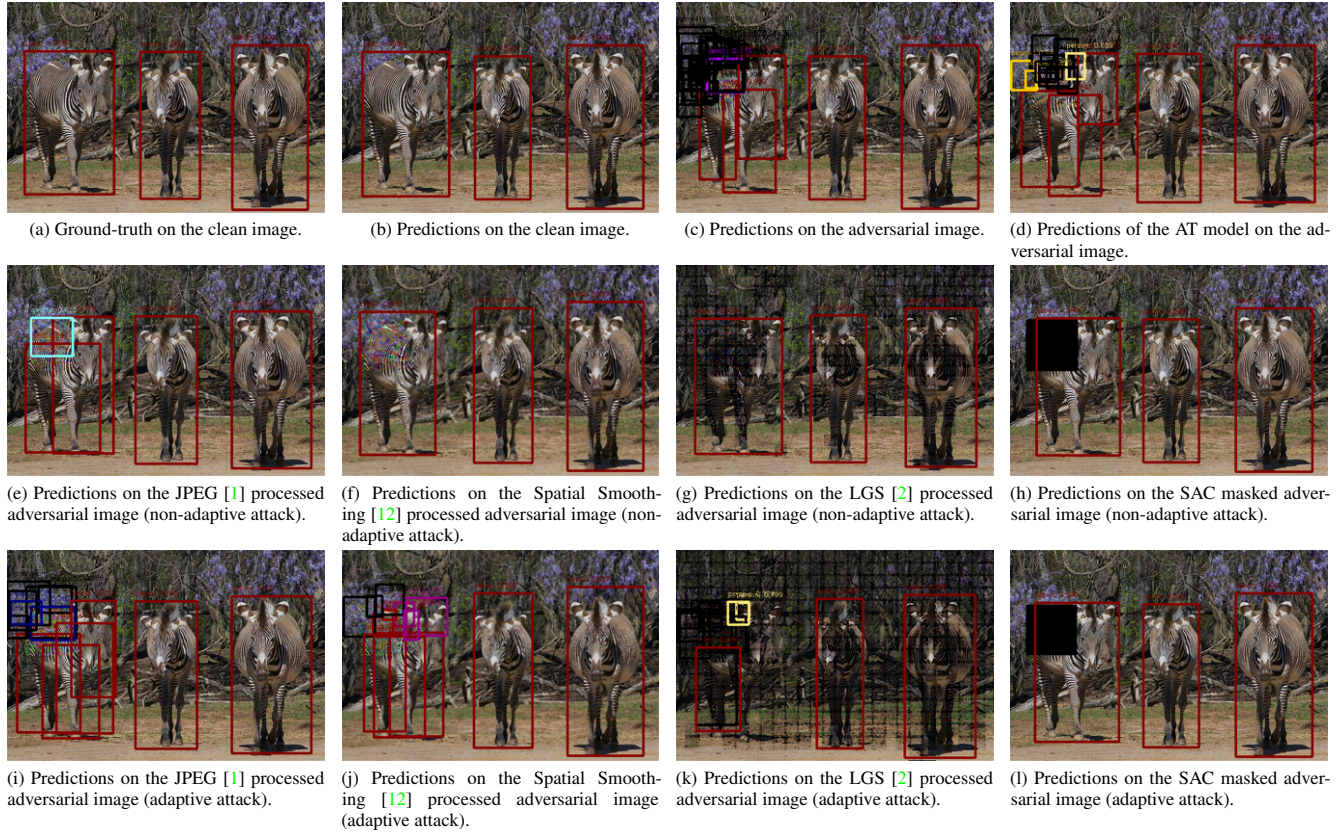 person: 0.659
(a) Ground-truth on the clean image.
(b) Predictions on the clean image.
(c) Predictions on the adversarial image.
(d) Predictions of the AT model on the ad-
versarial image.
(e) Predictions on the JPEG [1] processed
adversarial image (non-adaptive attack).
(f) Predictions on the Spatial Smooth-
ing [12] processed adversarial image (non-
adaptive attack).
(g) Predictions on the LGS [2] processed
adversarial image (non-adaptive attack).
(h) Predictions on the SAC masked adver-
sarial image (non-adaptive attack).
(i) Predictions on the JPEG [1] processed
adversarial image (adaptive attack).
(j) Predictions on the Spatial Smooth-
ing [12] processed adversarial image
(adaptive attack).
(k) Predictions on the LGS [2] processed
adversarial image (adaptive attack).
(l) Predictions on the SAC masked adver-
sarial image (adaptive attack).